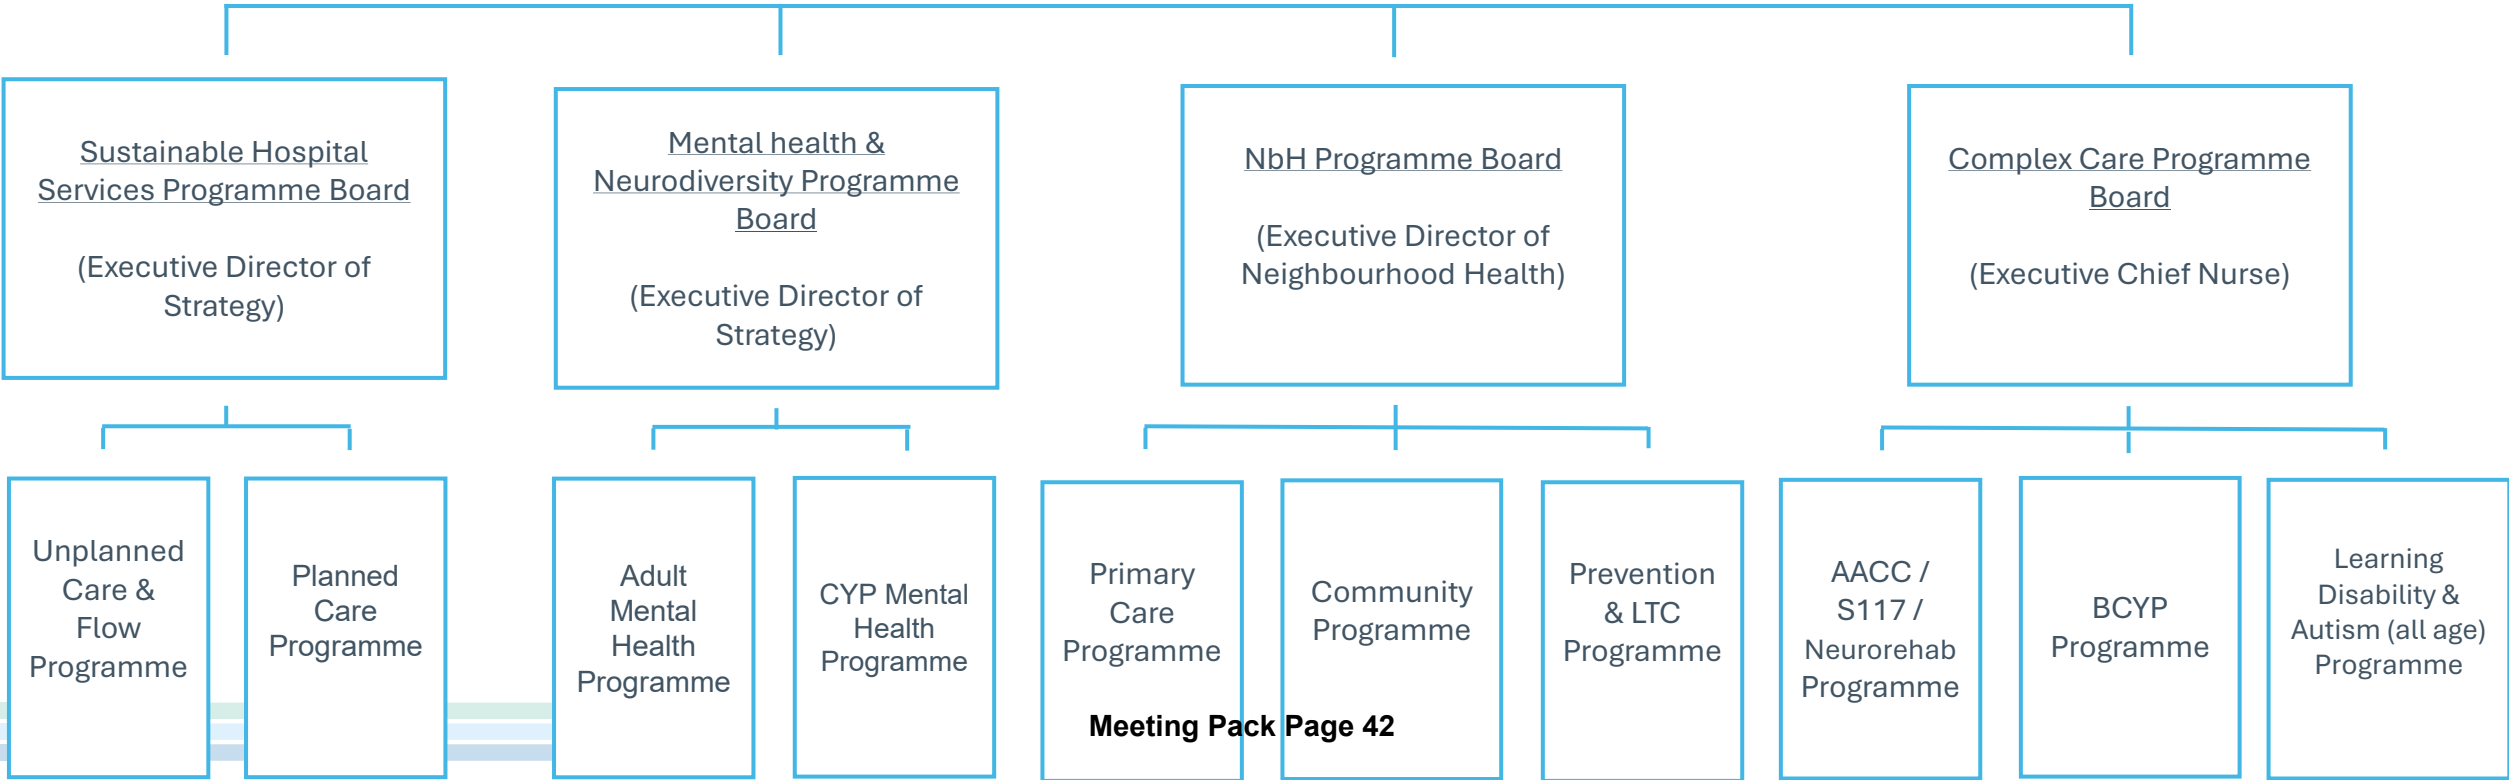 Sustainable Hospital
Services Programme Board
(Executive Director of
Strategy)
Mental health &
Neurodiversity Programme
Board
(Executive Director of
Strategy)
NbH Programme Board
(Executive Director of
Neighbourhood Health)
Complex Care Programme
Board
(Executive Chief Nurse)
Unplanned
Care &
Flow
Programme
Planned
Care
Programme
Adult
Mental
Health
Programme
CYP Mental
Health
Programme
Primary
Care
Programme
Community
Programme
Prevention
& LTC
Programme
AACC /
S117 /
Neurorehab
Programme
BCYP
Programme
Learning
Disability &
Autism (all age)
Programme
Meeting Pack Page 42